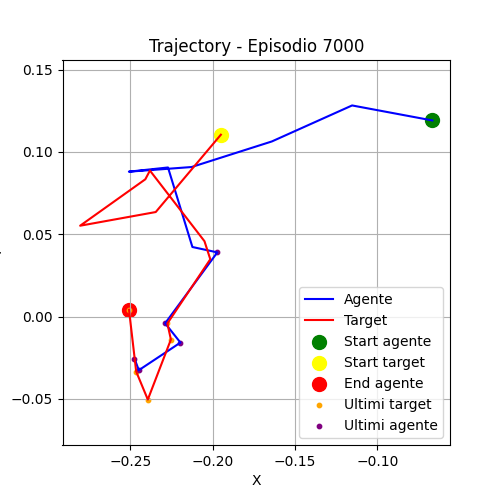 Trajectory - Episodio 7000
0.15
0.10
0.05
0.00
−0.05
−0.25
−0.20
−0.15
−0.10
X
Agente
Target
Start agente
Start target
End agente
Ultimi target
Ultimi agente